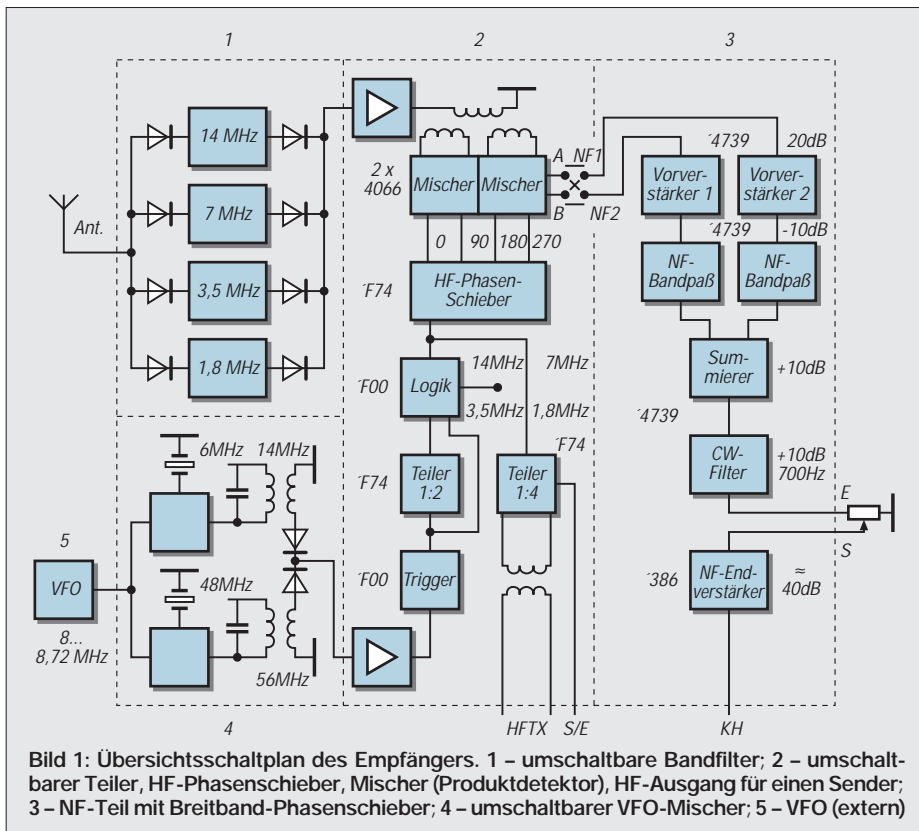 1
2
3
14 MHz
7 MHz
3,5 MHz
1,8 MHz
Ant.
2 x
4066
Mischer
Mischer
A
NF1
B
NF2
0
90
180
270
´F74
HF-Phasen-
Schieber
´F00
Logik
14MHz
3,5MHz
7MHz
1,8MHz
´F74
Teiler
1:2
´F74
Teiler
1:4
´F00
Trigger
HFTX
S/E
´4739
20dB
Vorver-
stärker 1
Vorver-
stärker 2
´4739
-10dB
NF-
Bandpaß
NF-
Bandpaß
Sum-
mierer
+10dB
´4739
CW-
Filter
+10dB
700Hz
E
S
´386
NF-End-
verstärker
≈
40dB
KH
6MHz
14MHz
5
VFO
8...
8,72 MHz
48MHz
56MHz
4
Bild 1: Übersichtsschaltplan des Empfängers. 1 – umschaltbare Bandfilter; 2 – umschalt-
barer Teiler, HF-Phasenschieber, Mischer (Produktdetektor), HF-Ausgang für einen Sender;
3 – NF-Teil mit Breitband-Phasenschieber; 4 – umschaltbarer VFO-Mischer; 5 – VFO (extern)